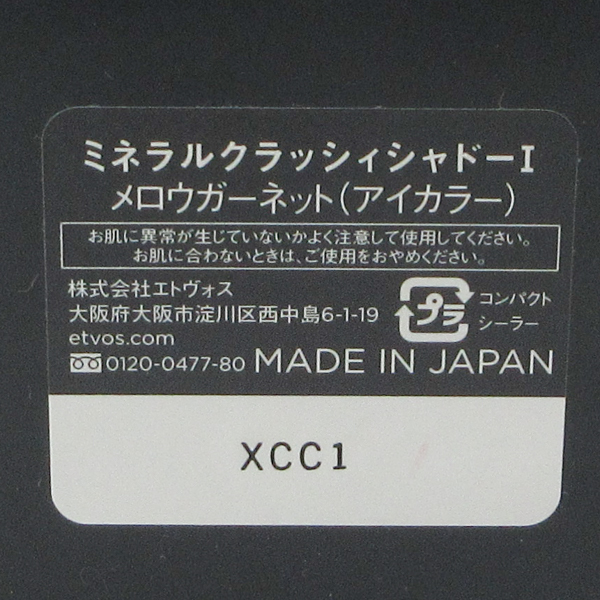 ミネラルクラッシィシャドーI
メロウガーネット(アイカラー)
お肌に異常が生じていないかよく注意して使用してください。
お肌に合わないときは、ご使用をおやめください。
株式会社エトヴォス
大阪府大阪市淀川区西中島6-1-19
etvos.com
0120-0477-80
プラ
コンパクト
シーラー
MADE IN JAPAN
XCC1